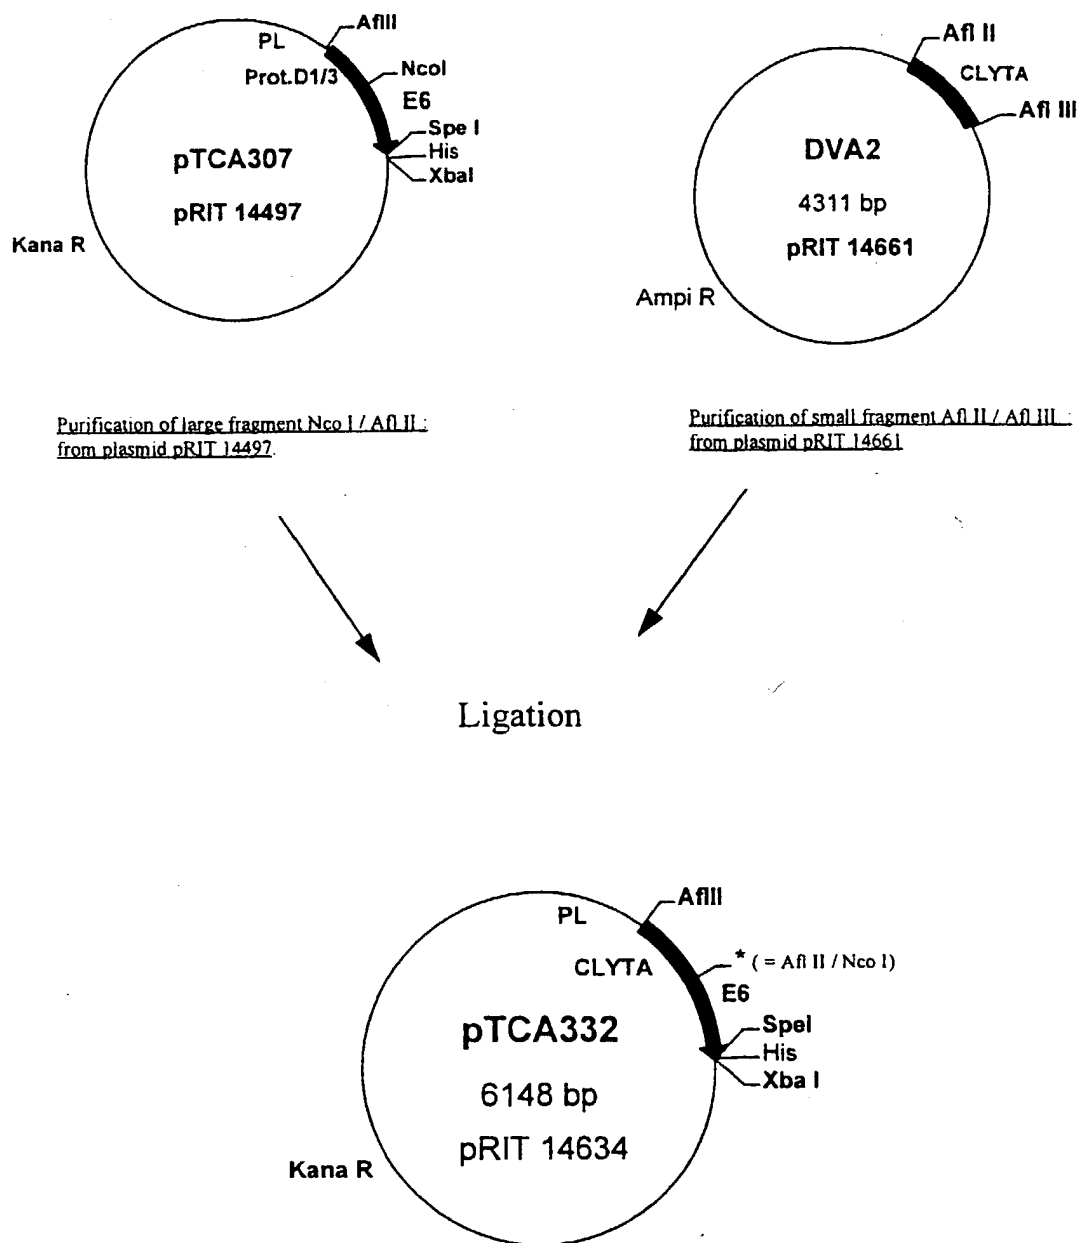 AflII
PL
Prot.D1/3
NcoI
E6
Spe I
His
XbaI
pTCA307
pRIT 14497
Kana R
Afl II
CLYTA
Afl III
DVA2
4311 bp
pRIT 14661
Ampi R
Purification of large fragment Nco I / Afl II :
from plasmid pRIT 14497.
Purification of small fragment Afl II / Afl III :
from plasmid pRIT 14661
Ligation
AflII
PL
CLYTA
* ( = Afl II / Nco I)
E6
SpeI
His
Xba I
pTCA332
6148 bp
pRIT 14634
Kana R